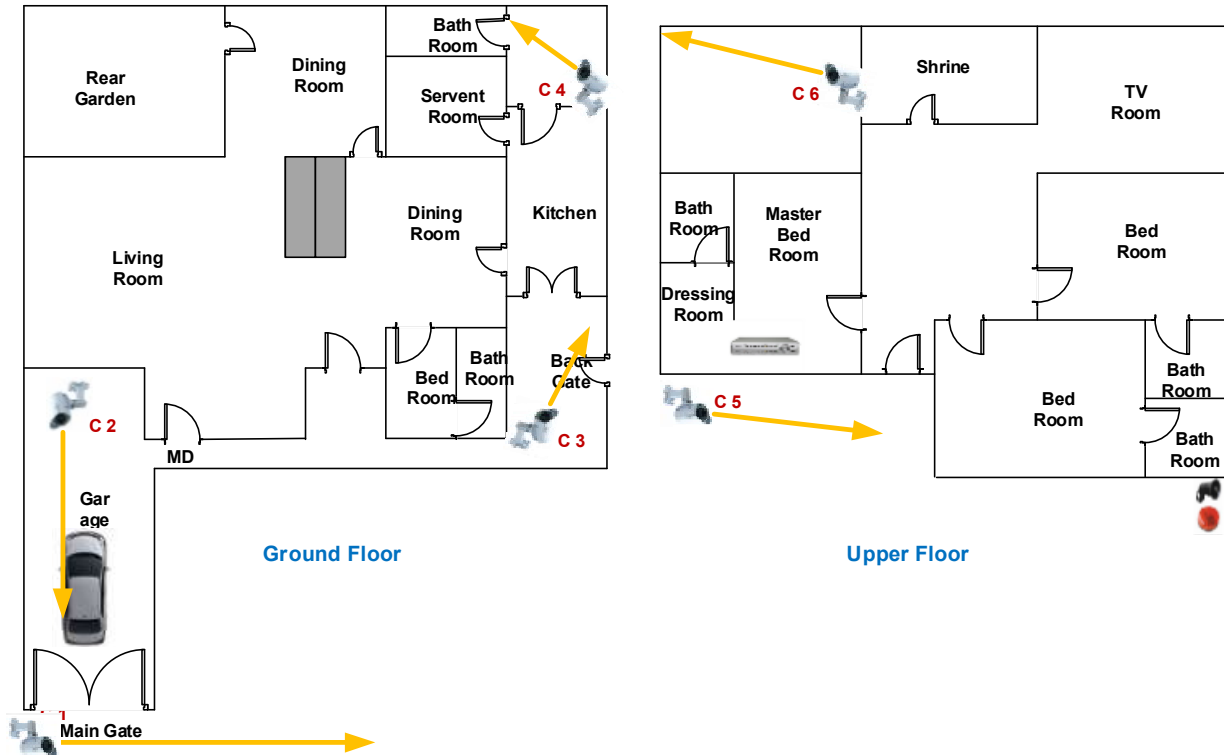 Bath
Room
Rear
Garden
Dining
Room
Servent
Room
C 4
Living
Room
Dining
Room
Kitchen
Bed
Room
Bath
Room
Back
Gate
C 2
C 3
MD
Gar
age
Ground Floor
Main Gate
C 6
Shrine
TV
Room
Bath
Room
Master
Bed
Room
Bed
Room
Dressing
Room
C 5
Bed
Room
Bath
Room
Bath
Room
Upper Floor